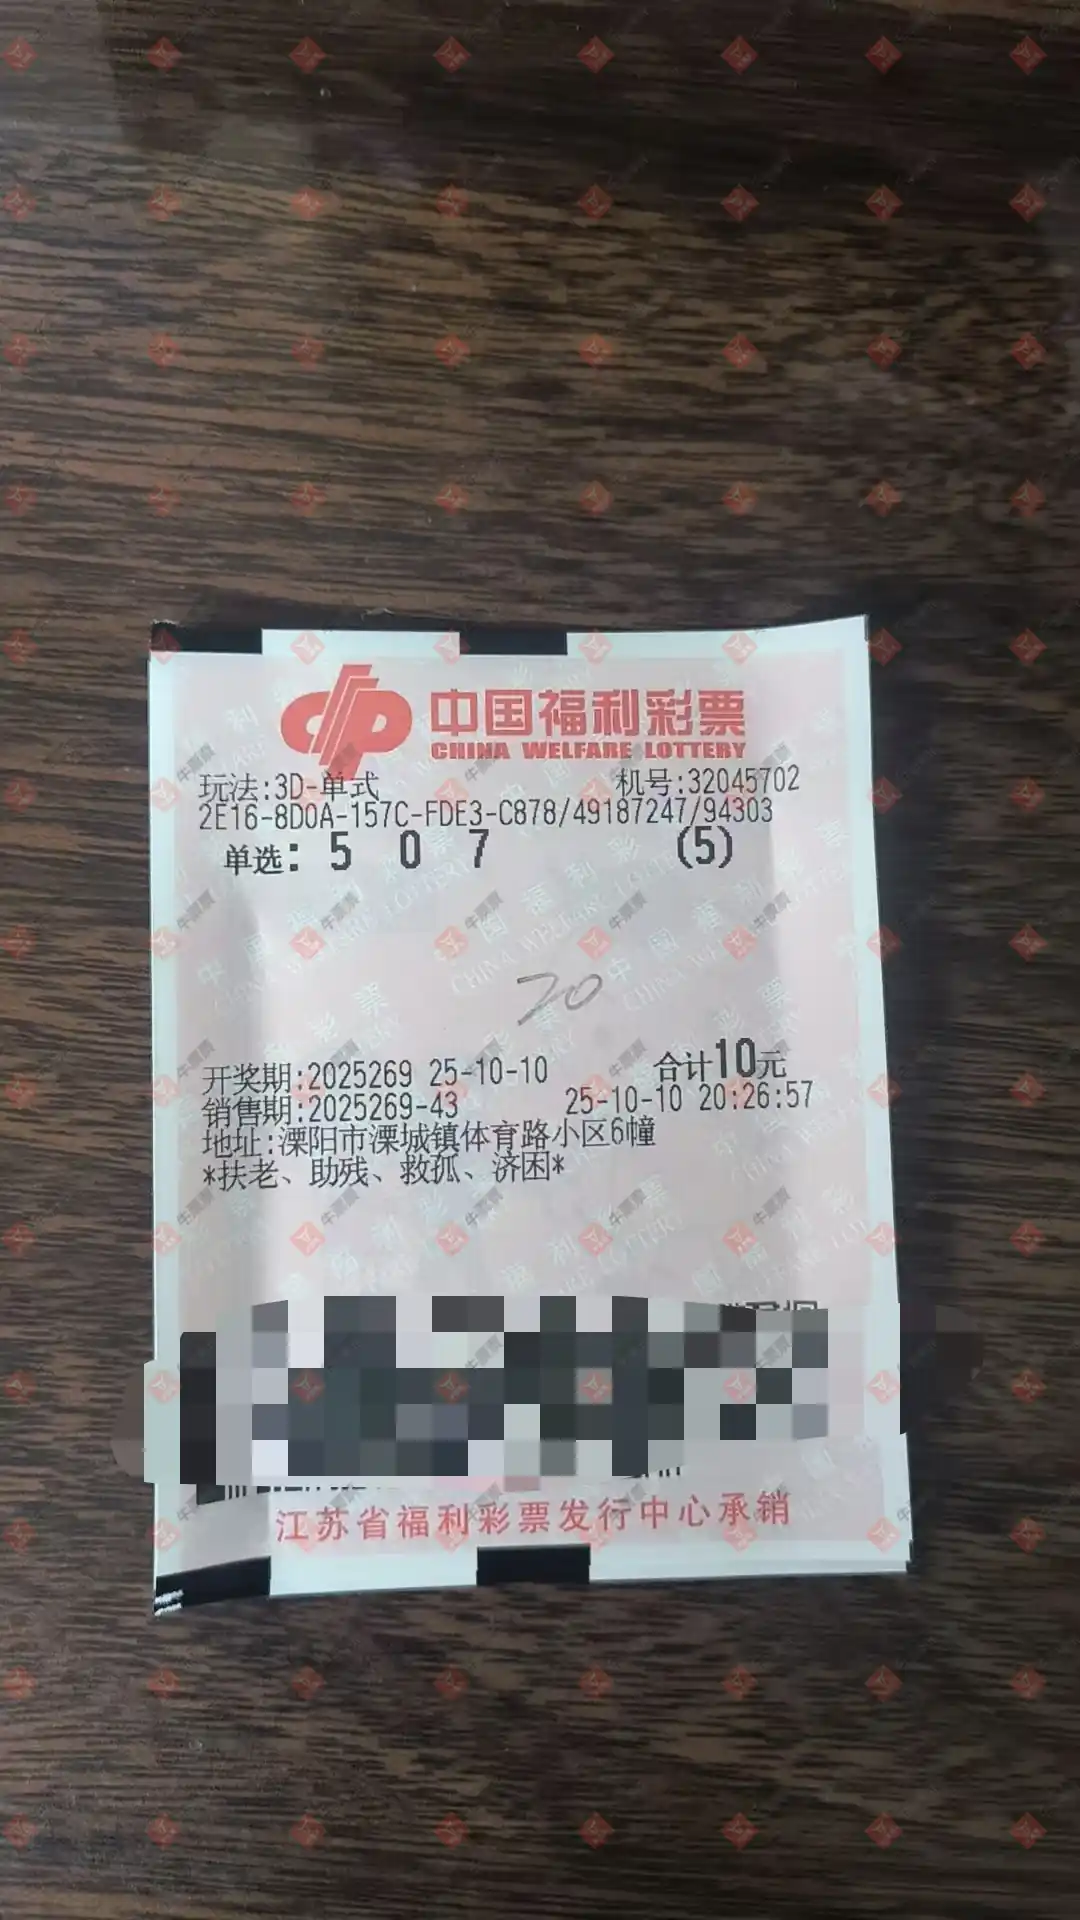 中国福利彩票
CHINA WELFARE LOTTERY
玩法:3D-单式 机号:32045702
2E16-8D0A-157C-FDE3-C878/49187247/94303
单选: 5 0 7 (5)
20
开奖期:2025269 25-10-10 合计10元
销售期:2025269-43 25-10-10 20:26:57
地址:溧阳市溧城镇体育路小区6幢
*扶老、助残、救孤、济困*
江苏省福利彩票发行中心承销